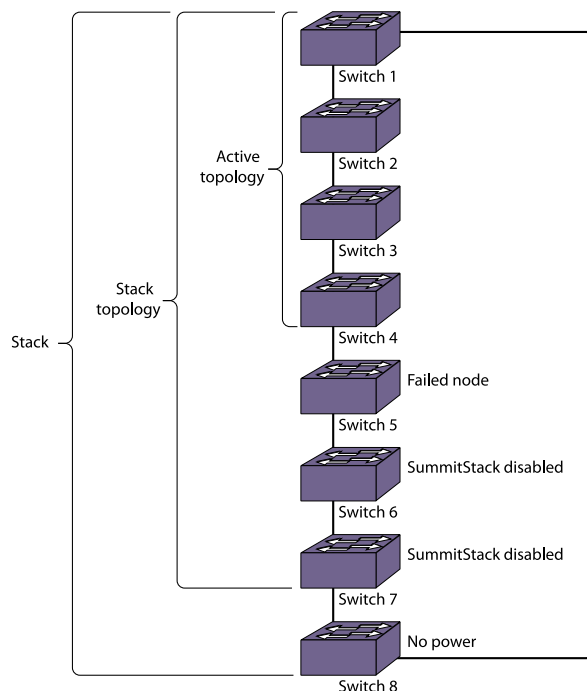 Switch 1
Switch 2
Active
topology
Switch 3
Stack
topology
Switch 4
Stack
Failed node
Switch 5
SummitStack disabled
Switch 6
SummitStack disabled
Switch 7
No power
Switch 8